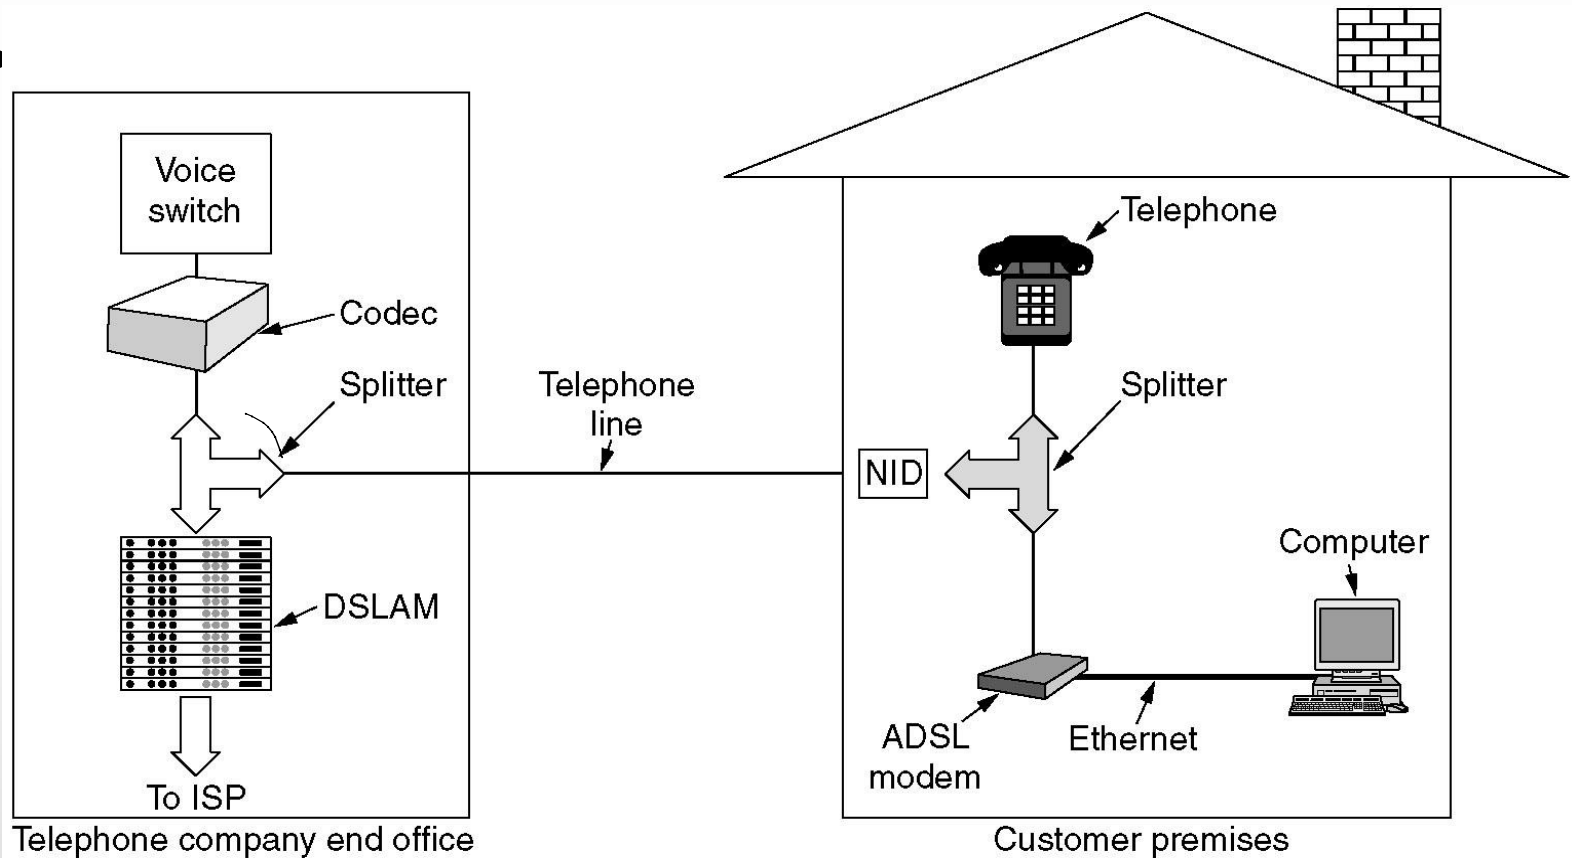 Voice
switch
Codec
Splitter
DSLAM
To ISP
Telephone company end office
Telephone
line
Telephone
Splitter
NID
Computer
ADSL
modem
Ethernet
Customer premises